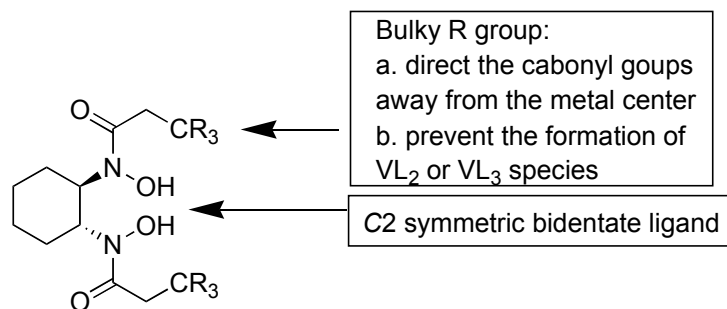 Bulky R group:
a. direct the cabonyl goups
away from the metal center
b. prevent the formation of
VL2 or VL3 species
C2 symmetric bidentate ligand
O
CR3
N
OH
OH
N
CR3
O